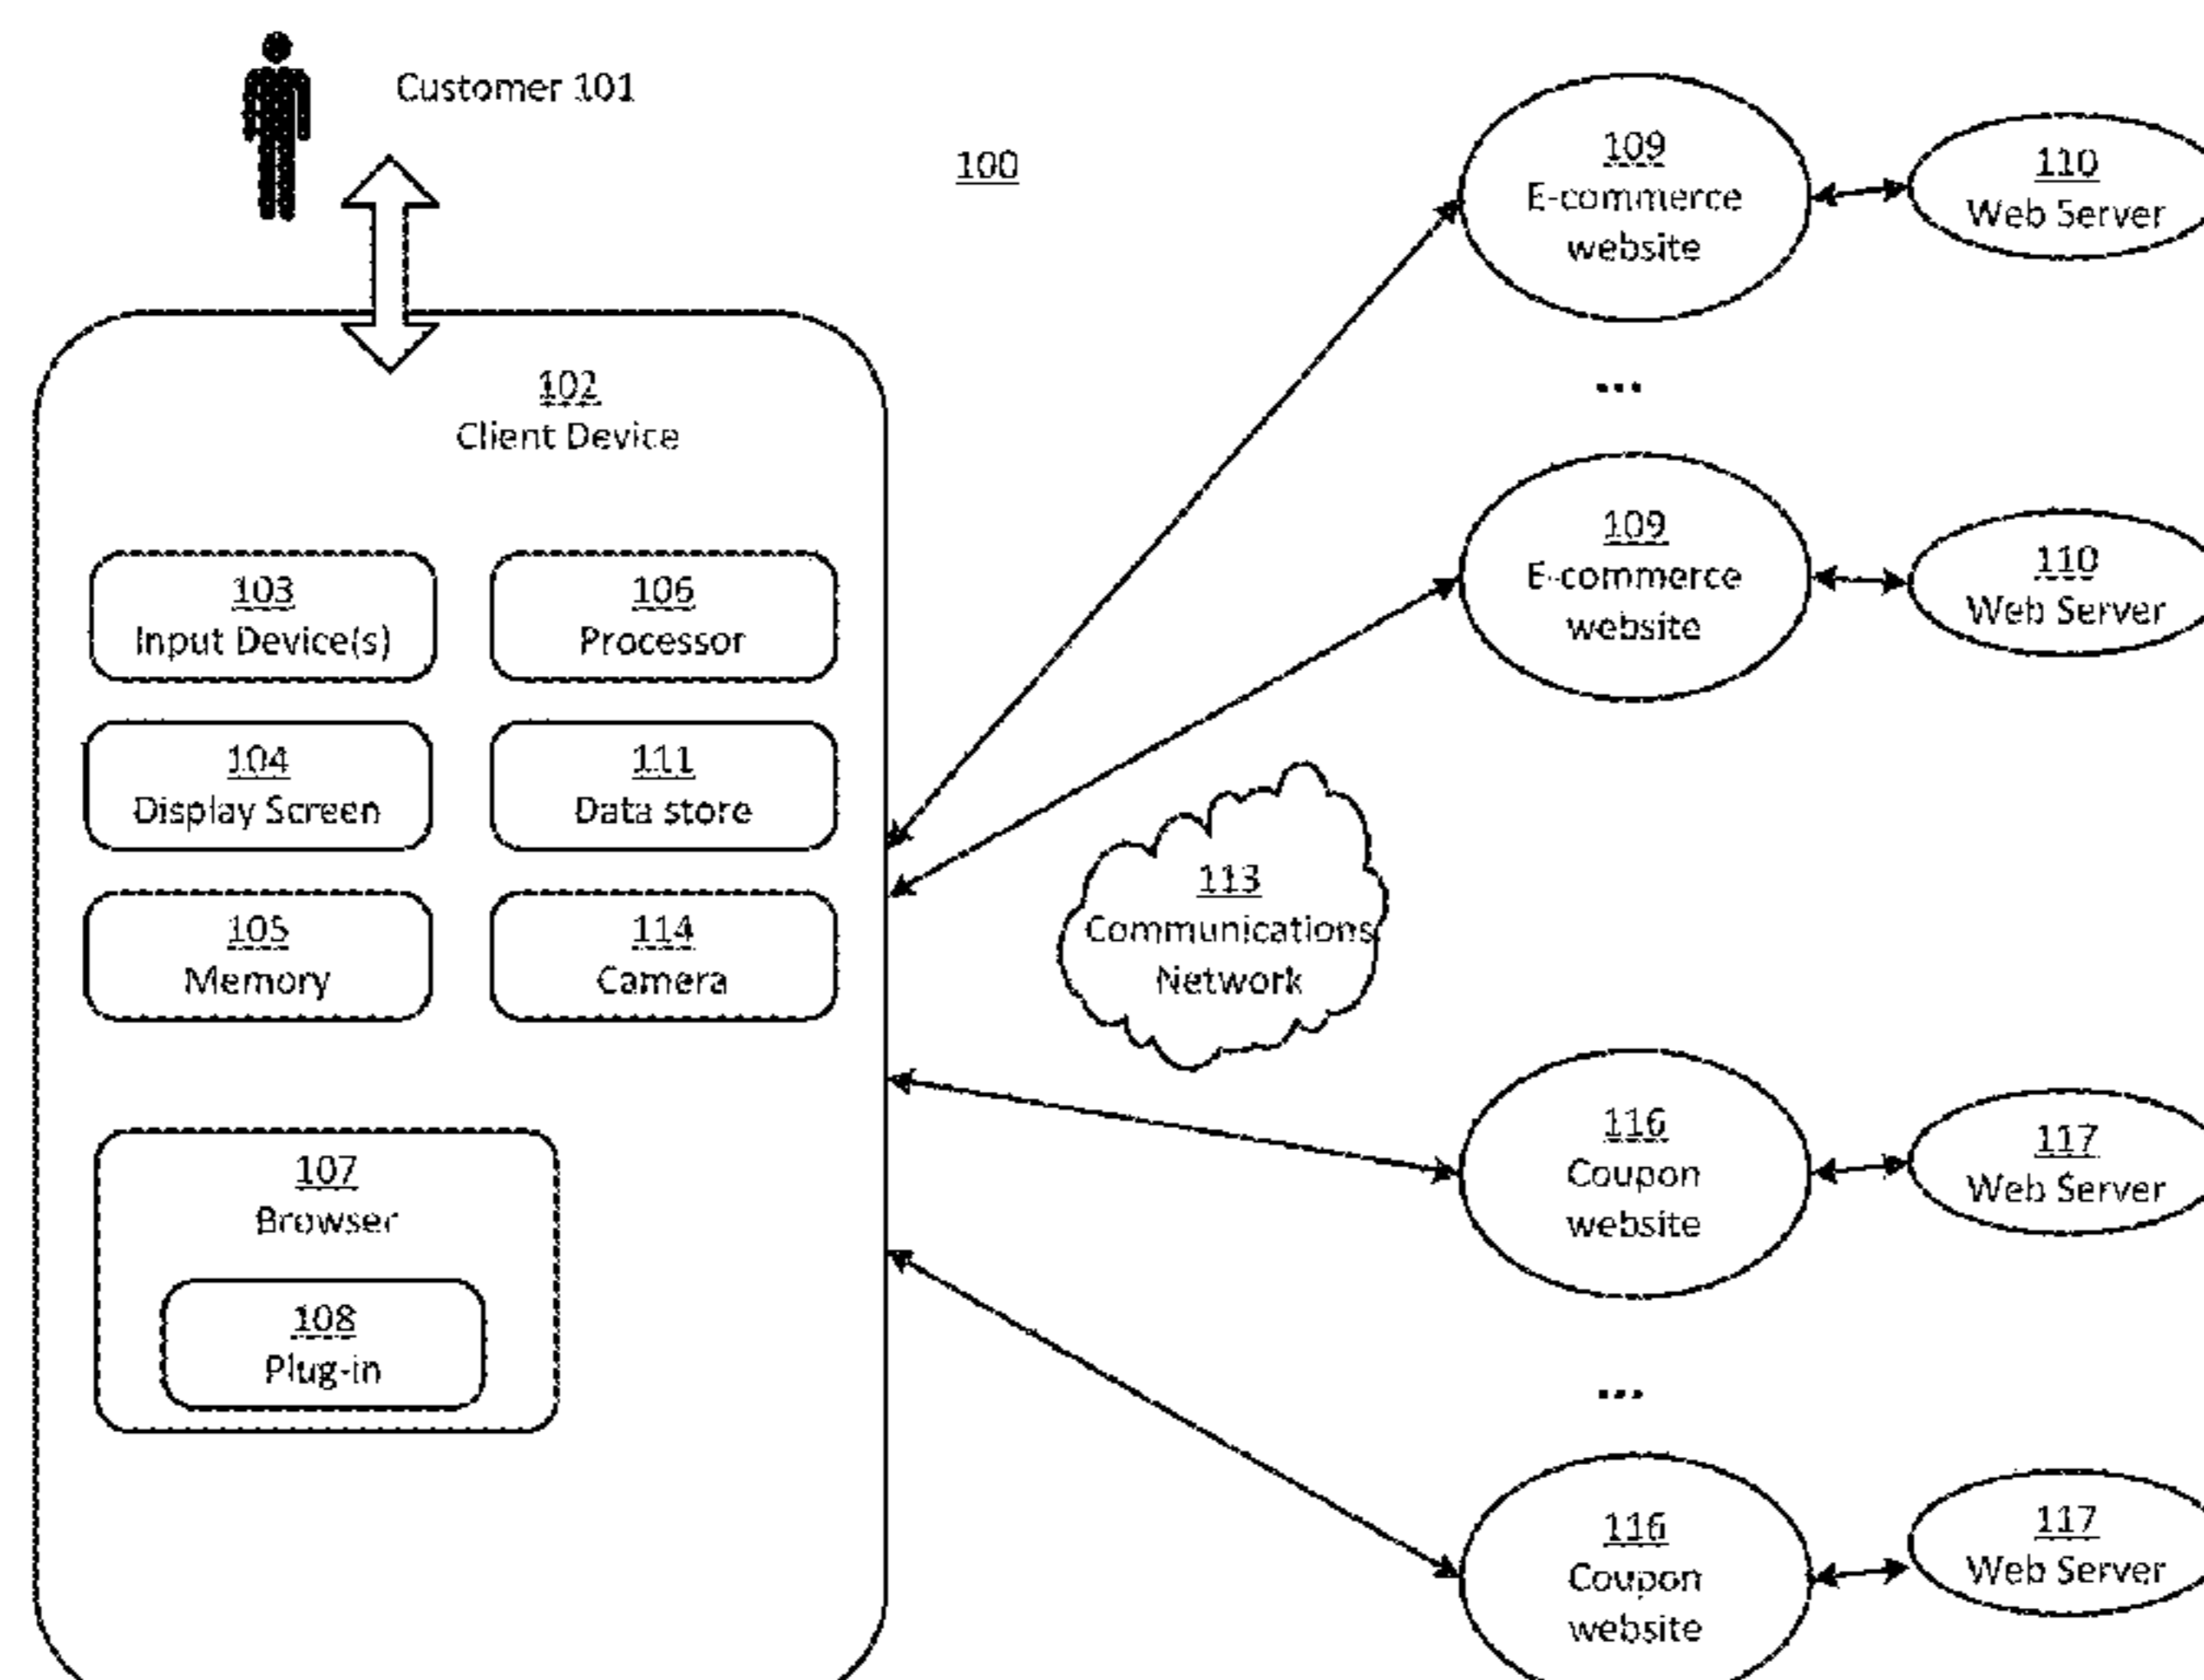 Customer 101
100
102
Client Device
103
Input Device(s)
106
Processor
104
Display Screen
111
Data store
105
Memory
114
Camera
107
Browser
108
Plug-in
113
Communications
Network
109
E-commerce
website
110
Web Server
...
109
E-commerce
website
110
Web Server
116
Coupon
website
117
Web Server
...
116
Coupon
website
117
Web Server